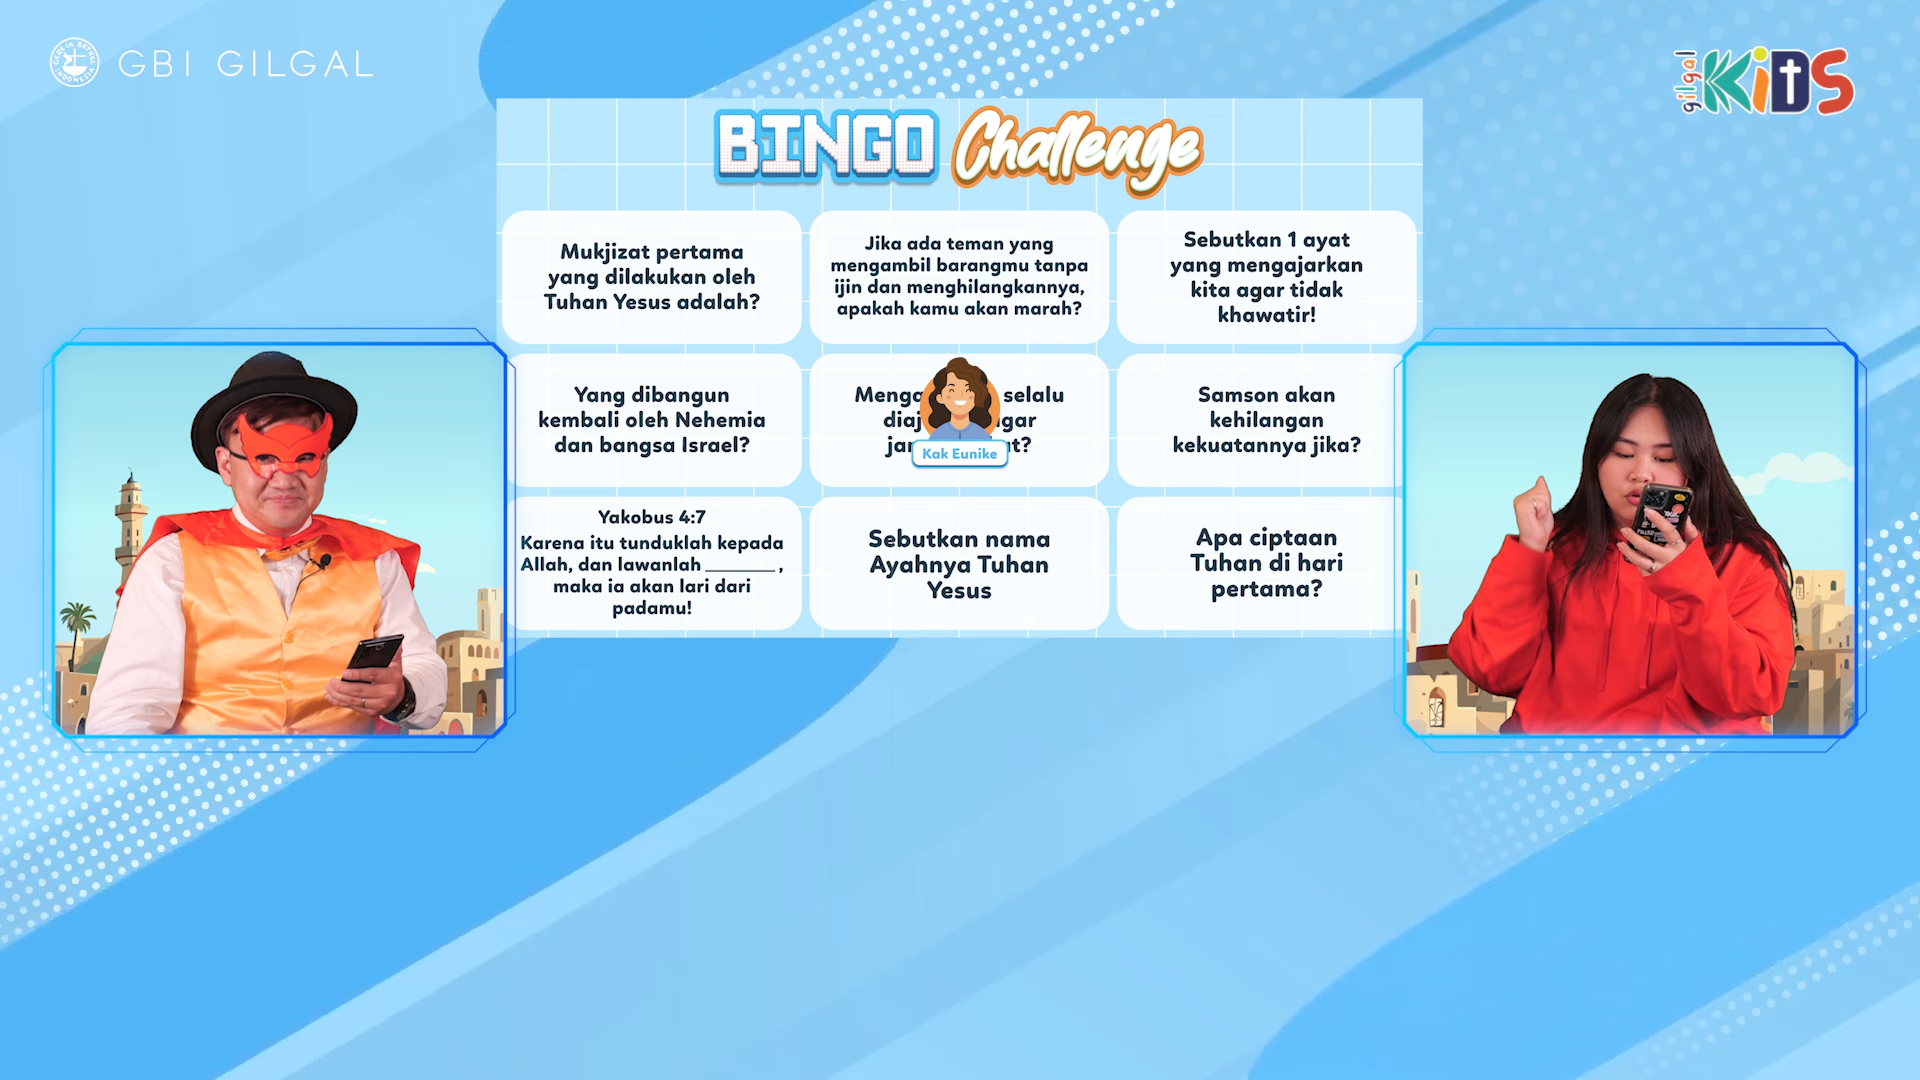 GBI GILGAL
gilgal KiDS
BINGO Challenge
Mukjizat pertama
yang dilakukan oleh
Tuhan Yesus adalah?
Jika ada teman yang
mengambil barangmu tanpa
ijin dan menghilangkannya,
apakah kamu akan marah?
Sebutkan 1 ayat
yang mengajarkan
kita agar tidak
khawatir!
Yang dibangun
kembali oleh Nehemia
dan bangsa Israel?
selalu
Kak Eunike
Samson akan
kehilangan
kekuatannya jika?
Yakobus 4:7
Karena itu tunduklah kepada
Allah, dan lawanlah ________ ,
maka ia akan lari dari
padamu!
Sebutkan nama
Ayahnya Tuhan
Yesus
Apa ciptaan
Tuhan di hari
pertama?